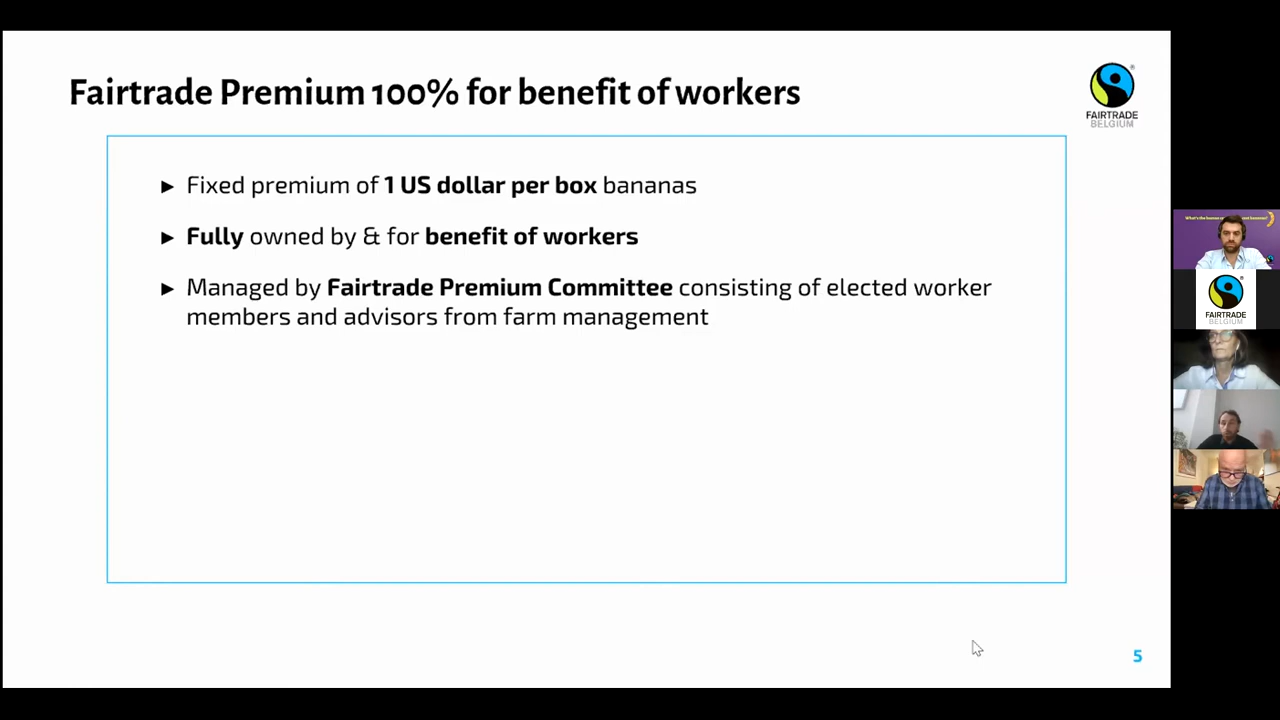 Fairtrade Premium 100% for benefit of workers
FAIRTRADE
BELGIUM
► Fixed premium of 1 US dollar per box bananas
► Fully owned by & for benefit of workers
► Managed by Fairtrade Premium Committee consisting of elected worker
members and advisors from farm management
FAIRTRADE
BELGIUM
5